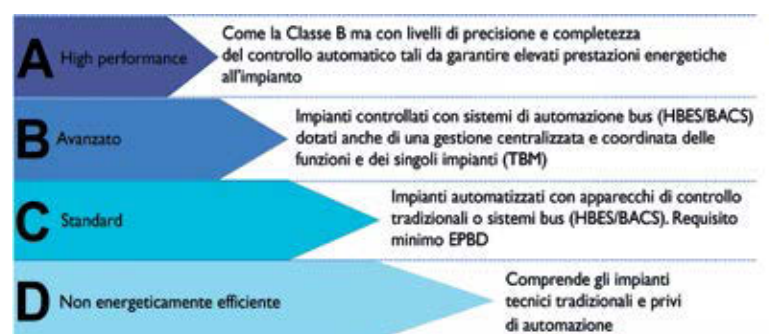 A High performance
Come la Classe B ma con livelli di precisione e completezza
del controllo automatico tali da garantire elevati prestazioni energetiche
all'impianto
B Avanzato
Impianti controllati con sistemi di automazione bus (HBES/BACS)
dotati anche di una gestione centralizzata e coordinata delle
funzioni e dei singoli impianti (TBM)
C Standard
Impianti automatizzati con apparecchi di controllo
tradizionali o sistemi bus (HBES/BACS). Requisito
minimo EPBD
D Non energeticamente efficiente
Comprende gli impianti
tecnici tradizionali e privi
di automazione